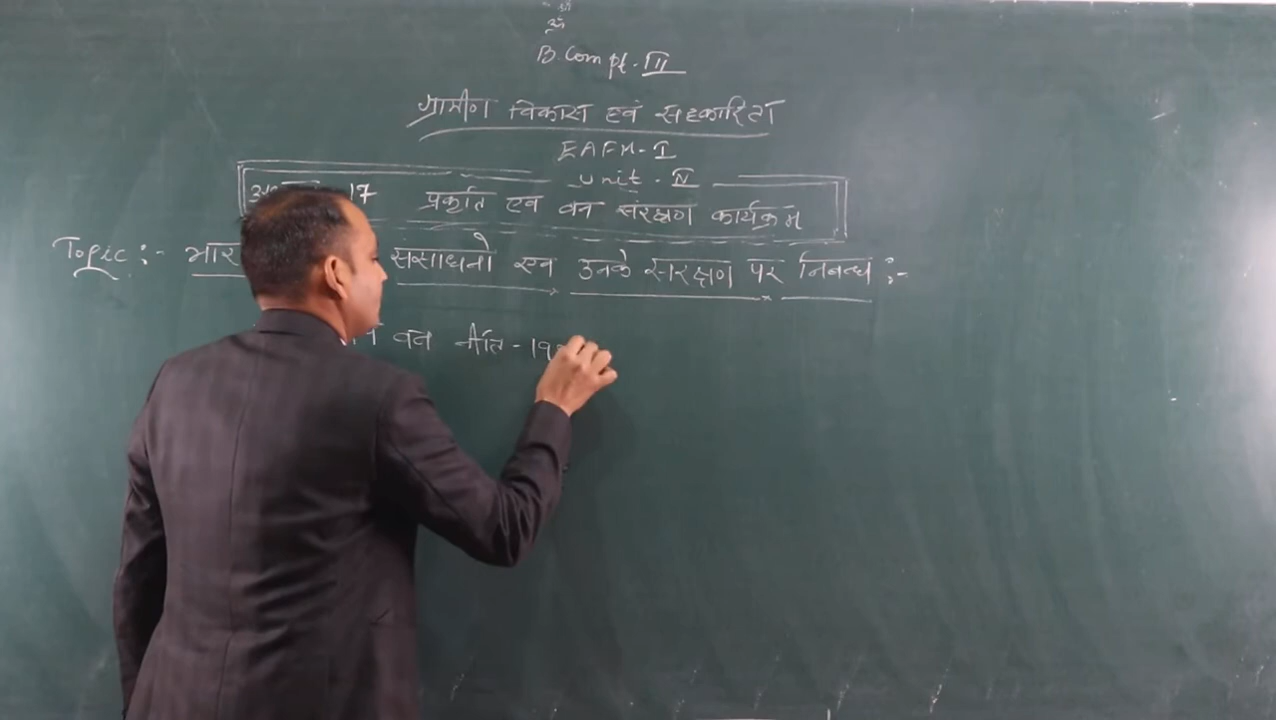 श्री
ॐ
B.Com pt. III
ग्रामीण विकास एवं सहकारिता
EAFM-I
Unit - IV
17 प्रकृति एवं वन संरक्षण कार्यक्रम
Topic :- संसाधनों एवं उनके संरक्षण पर निबन्ध :-
वन नीति - 19